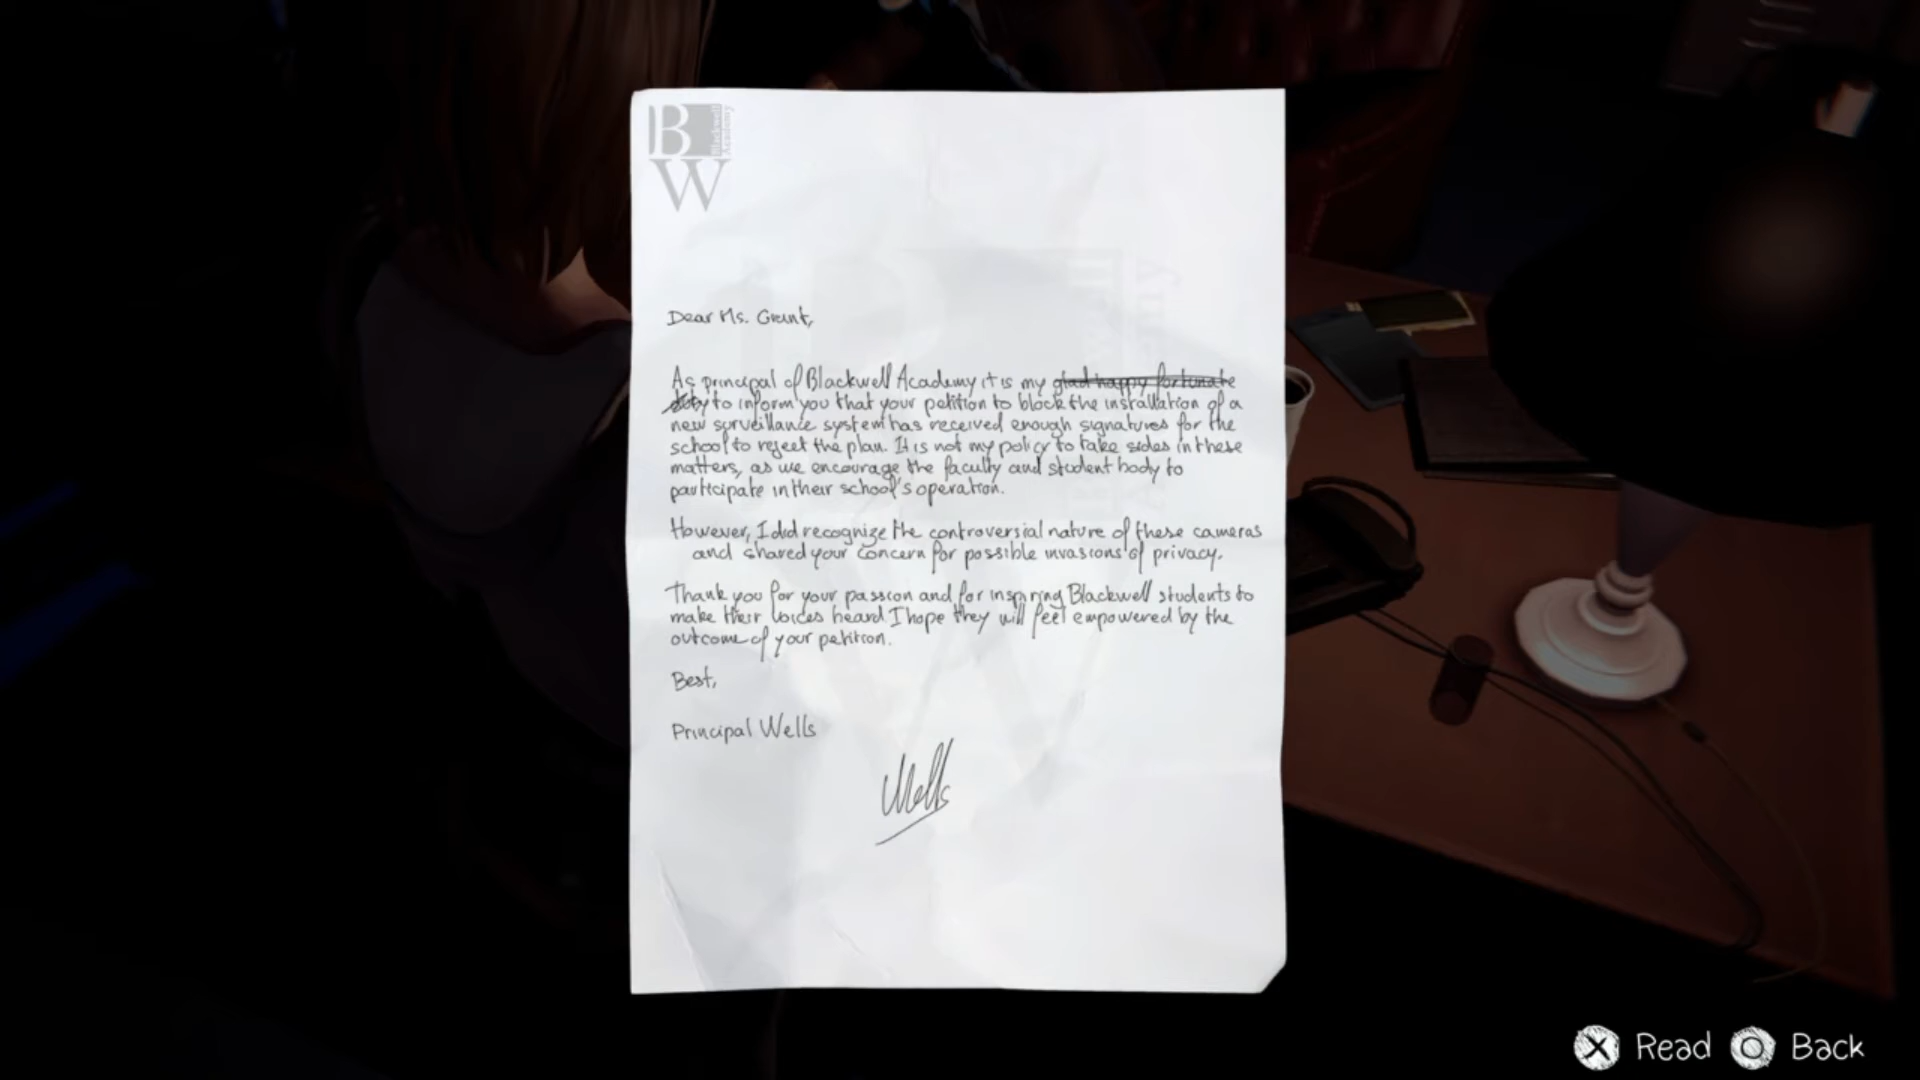 B
W
Blackwell
Academy
Dear Ms. Grant,
As principal of Blackwell Academy it is my glad happy fortunate
duty to inform you that your petition to block the installation of a
new surveillance system has received enough signatures for the
school to reject the plan. It is not my policy to take sides in these
matters, as we encourage the faculty and student body to
participate in their school's operation.
However, I did recognize the controversial nature of these cameras
and shared your concern for possible invasions of privacy.
Thank you for your passion and for inspiring Blackwell students to
make their voices heard. I hope they will feel empowered by the
outcome of your petition.
Best,
Principal Wells
Wells
X Read O Back